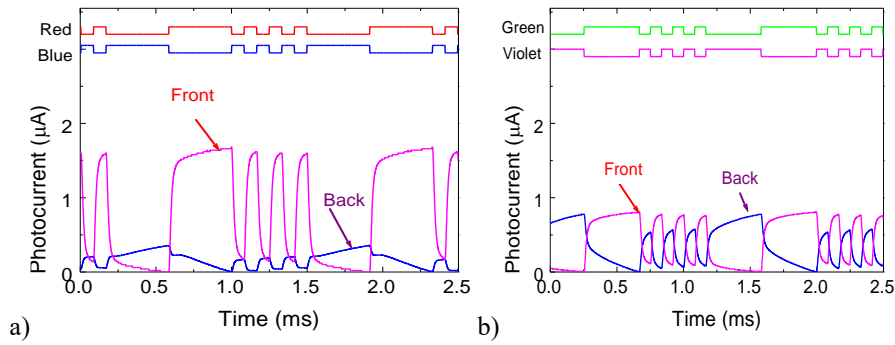 Red
Blue
Front
Back
Photocurrent (μA)
2
1
0
0.0 0.5 1.0 1.5 2.0 2.5
Time (ms)
a)
Green
Violet
Front
Back
Photocurrent (μA)
2
1
0
0.0 0.5 1.0 1.5 2.0 2.5
Time (ms)
b)